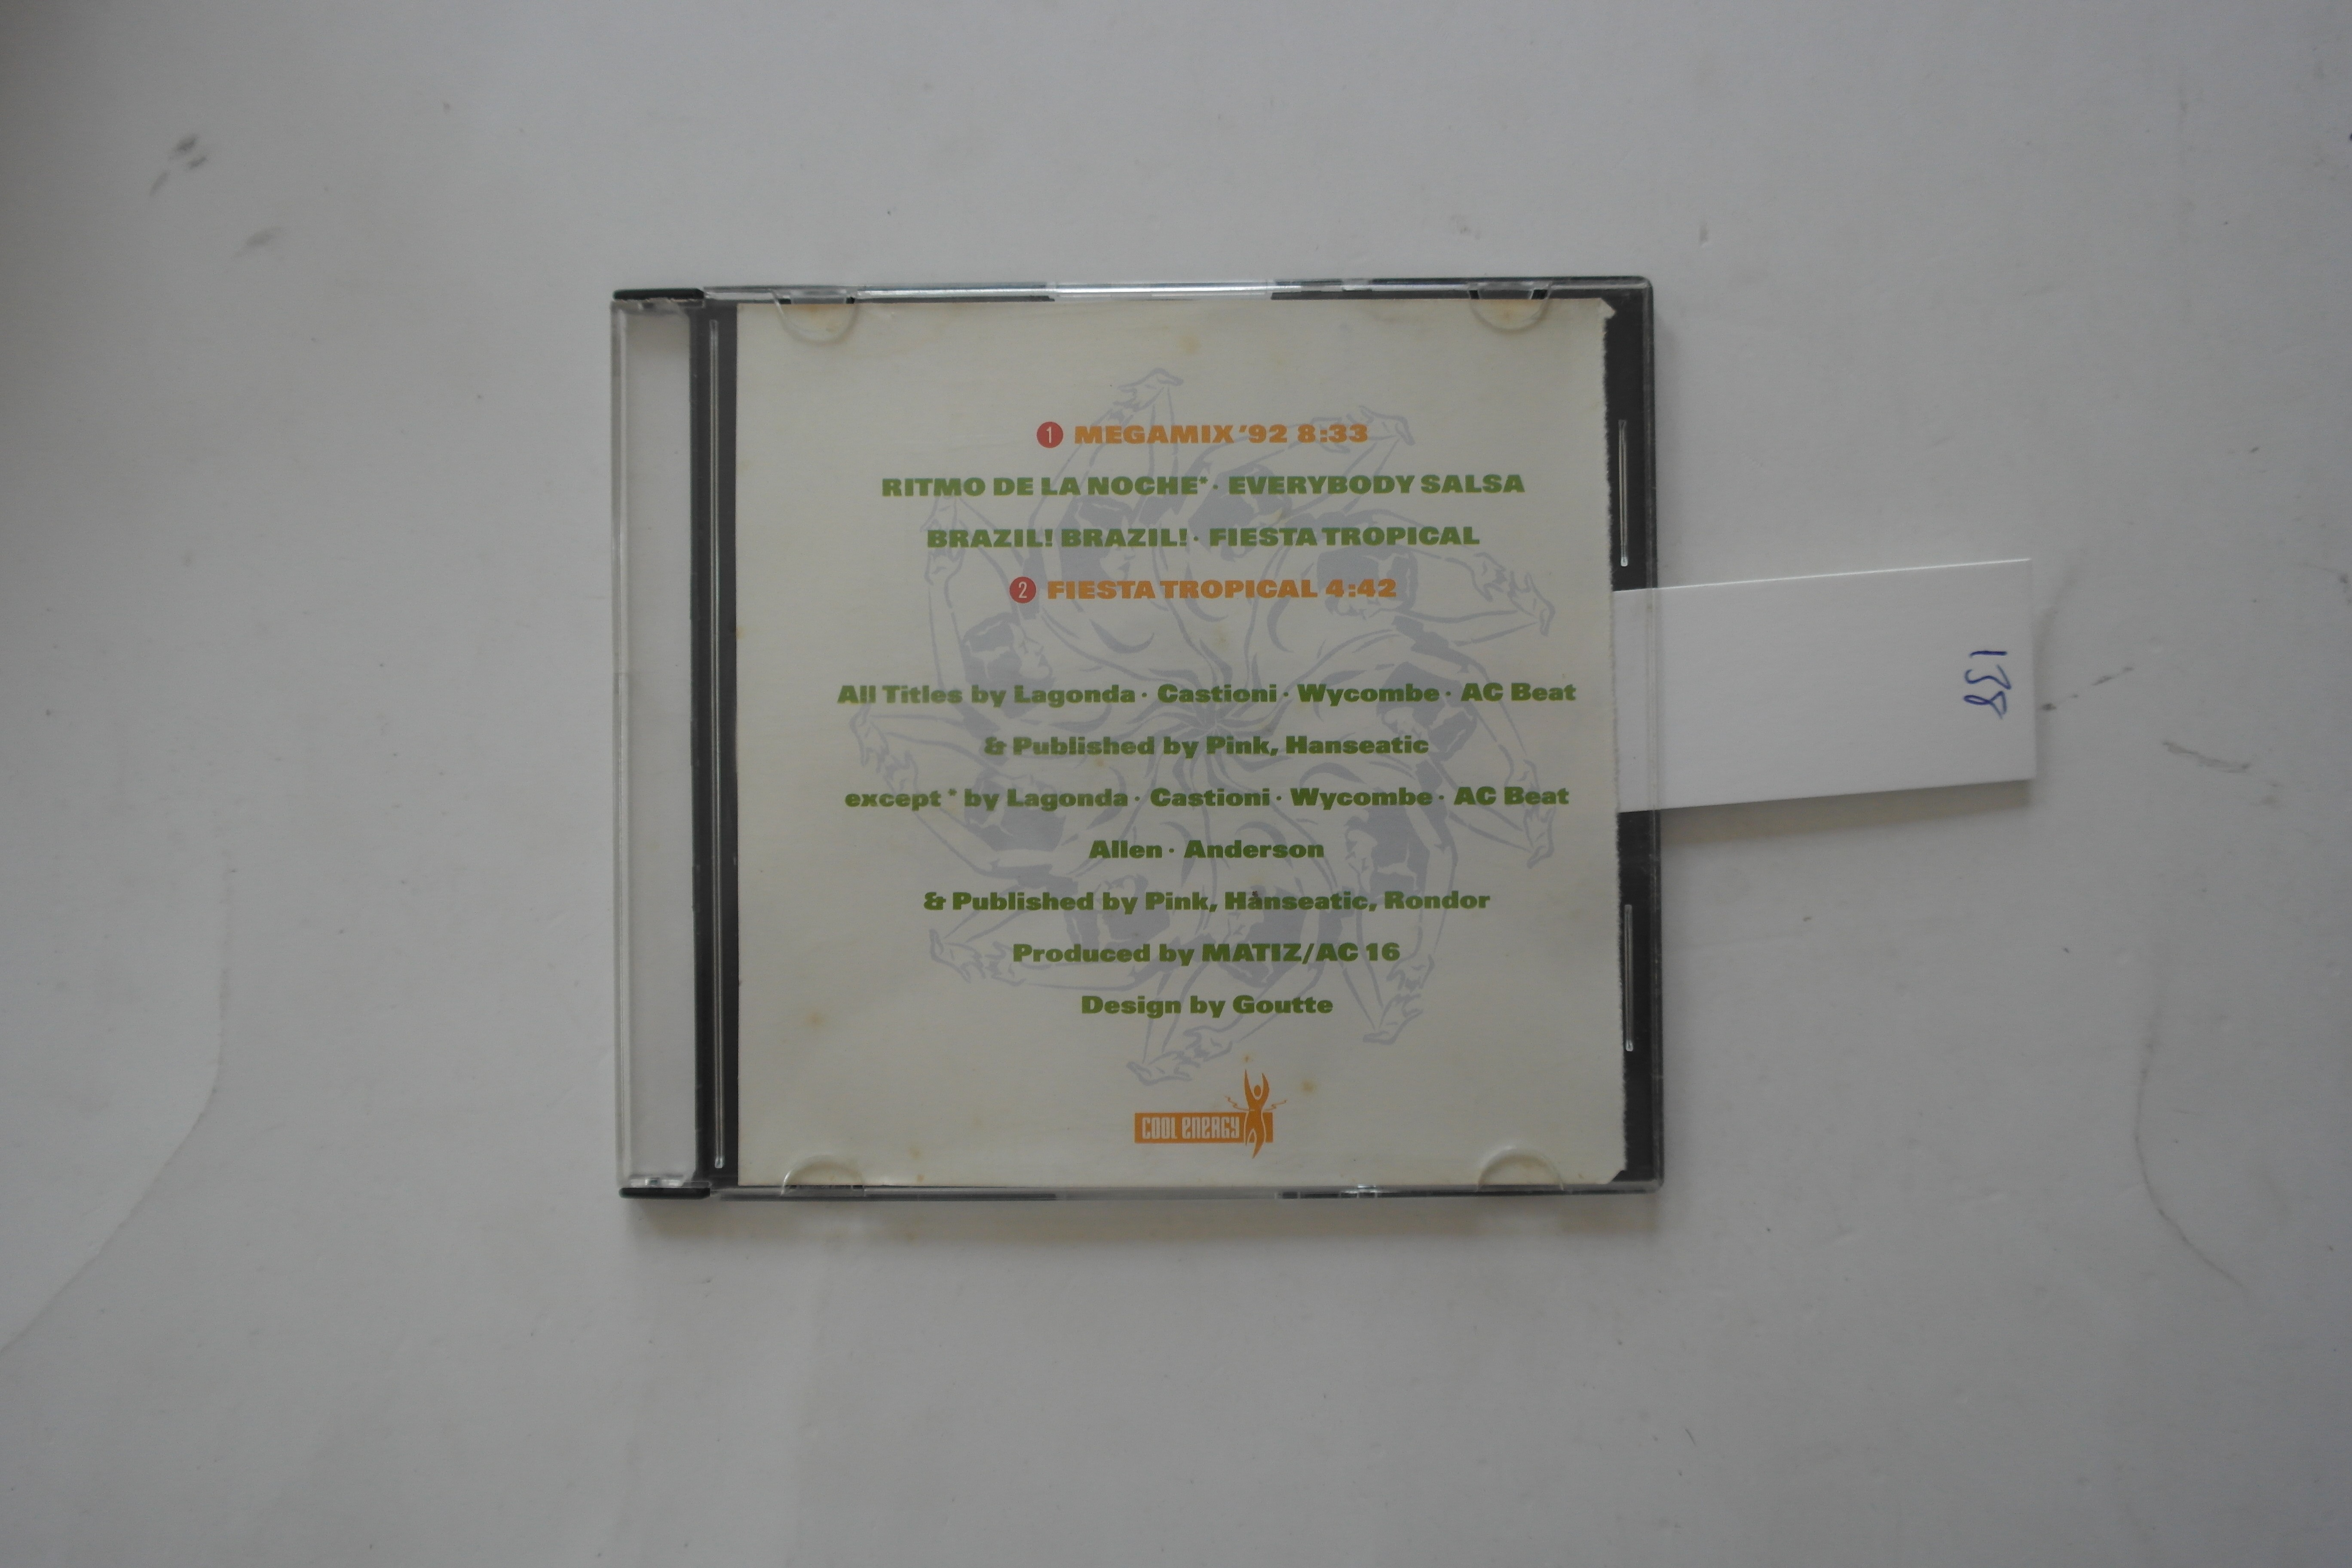 1 MEGAMIX '92 8:33
RITMO DE LA NOCHE* · EVERYBODY SALSA
BRAZIL! BRAZIL! · FIESTA TROPICAL
2 FIESTA TROPICAL 4:42
All Titles by Lagonda · Castioni · Wycombe · AC Beat
& Published by Pink, Hanseatic
except * by Lagonda · Castioni · Wycombe · AC Beat
Allen · Anderson
& Published by Pink, Hanseatic, Rondor
Produced by MATIZ/AC 16
Design by Goutte
COOL ENERGY
138